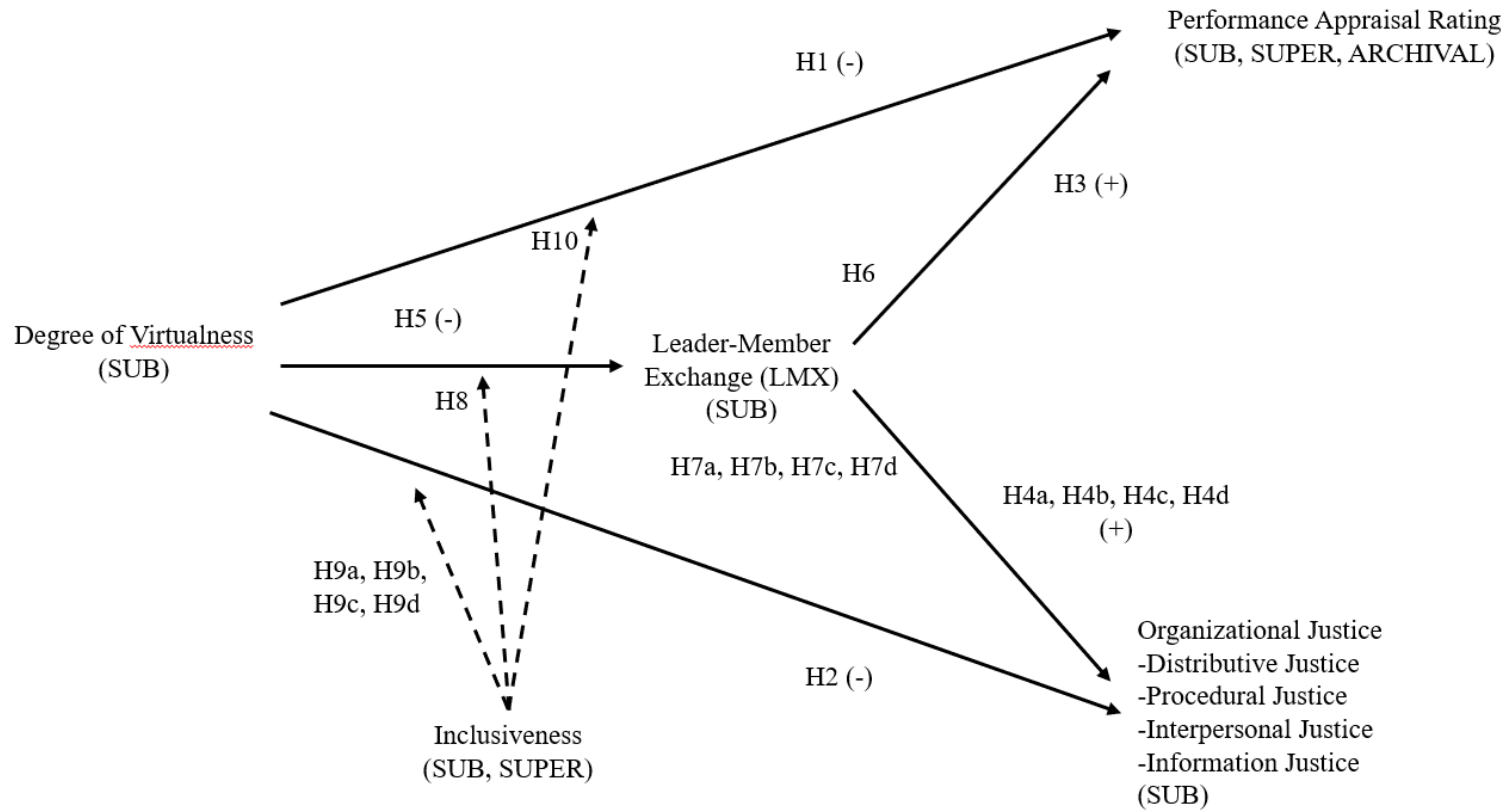 Performance Appraisal Rating
(SUB, SUPER, ARCHIVAL)
H1 (-)
H3 (+)
H10
H6
H5 (-)
Degree of Virtualness
(SUB)
Leader-Member
Exchange (LMX)
(SUB)
H8
H7a, H7b, H7c, H7d
H4a, H4b, H4c, H4d
(+)
H9a, H9b,
H9c, H9d
H2 (-)
Organizational Justice
-Distributive Justice
-Procedural Justice
-Interpersonal Justice
-Information Justice
(SUB)
Inclusiveness
(SUB, SUPER)